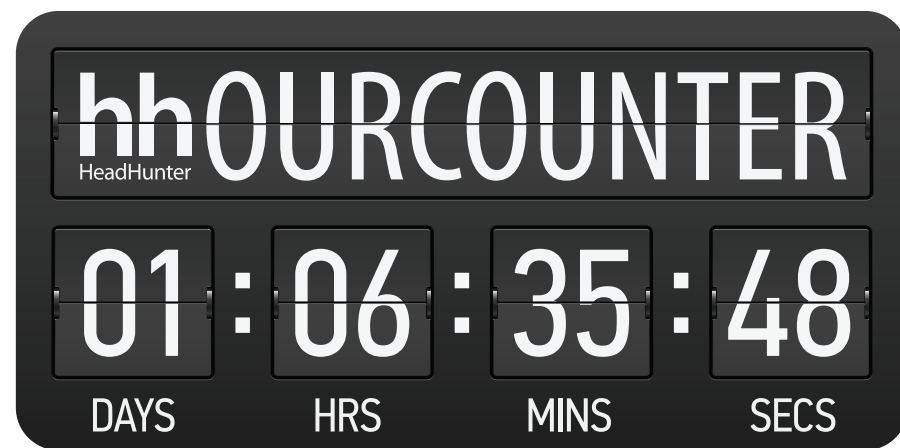 hhOURCOUNTER
HeadHunter
01 : 06 : 35 : 48
DAYS HRS MINS SECS